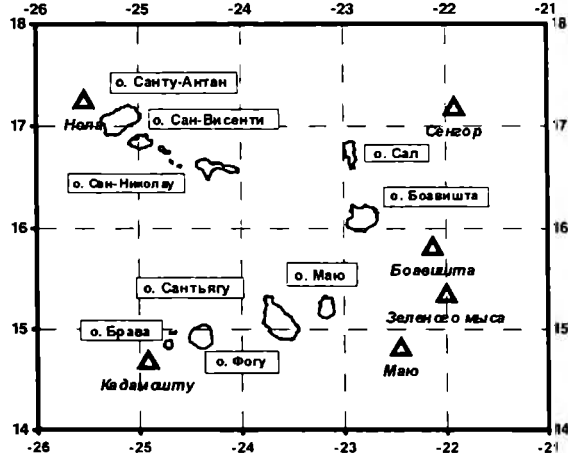 -26 -25 -24 -23 -22 -21
18 18
о. Санту-Антан
Сенгор
17 17
о. Сан-Висенти
о. Сал
о. Сан-Николау
о. Боавишта
16 16
Боавишта
о. Маю
о. Сантьягу
Зеленого мыса
15 15
о. Брава
Маю
о. Фогу
Кадамошту
14 14
-26 -25 -24 -23 -22 -21